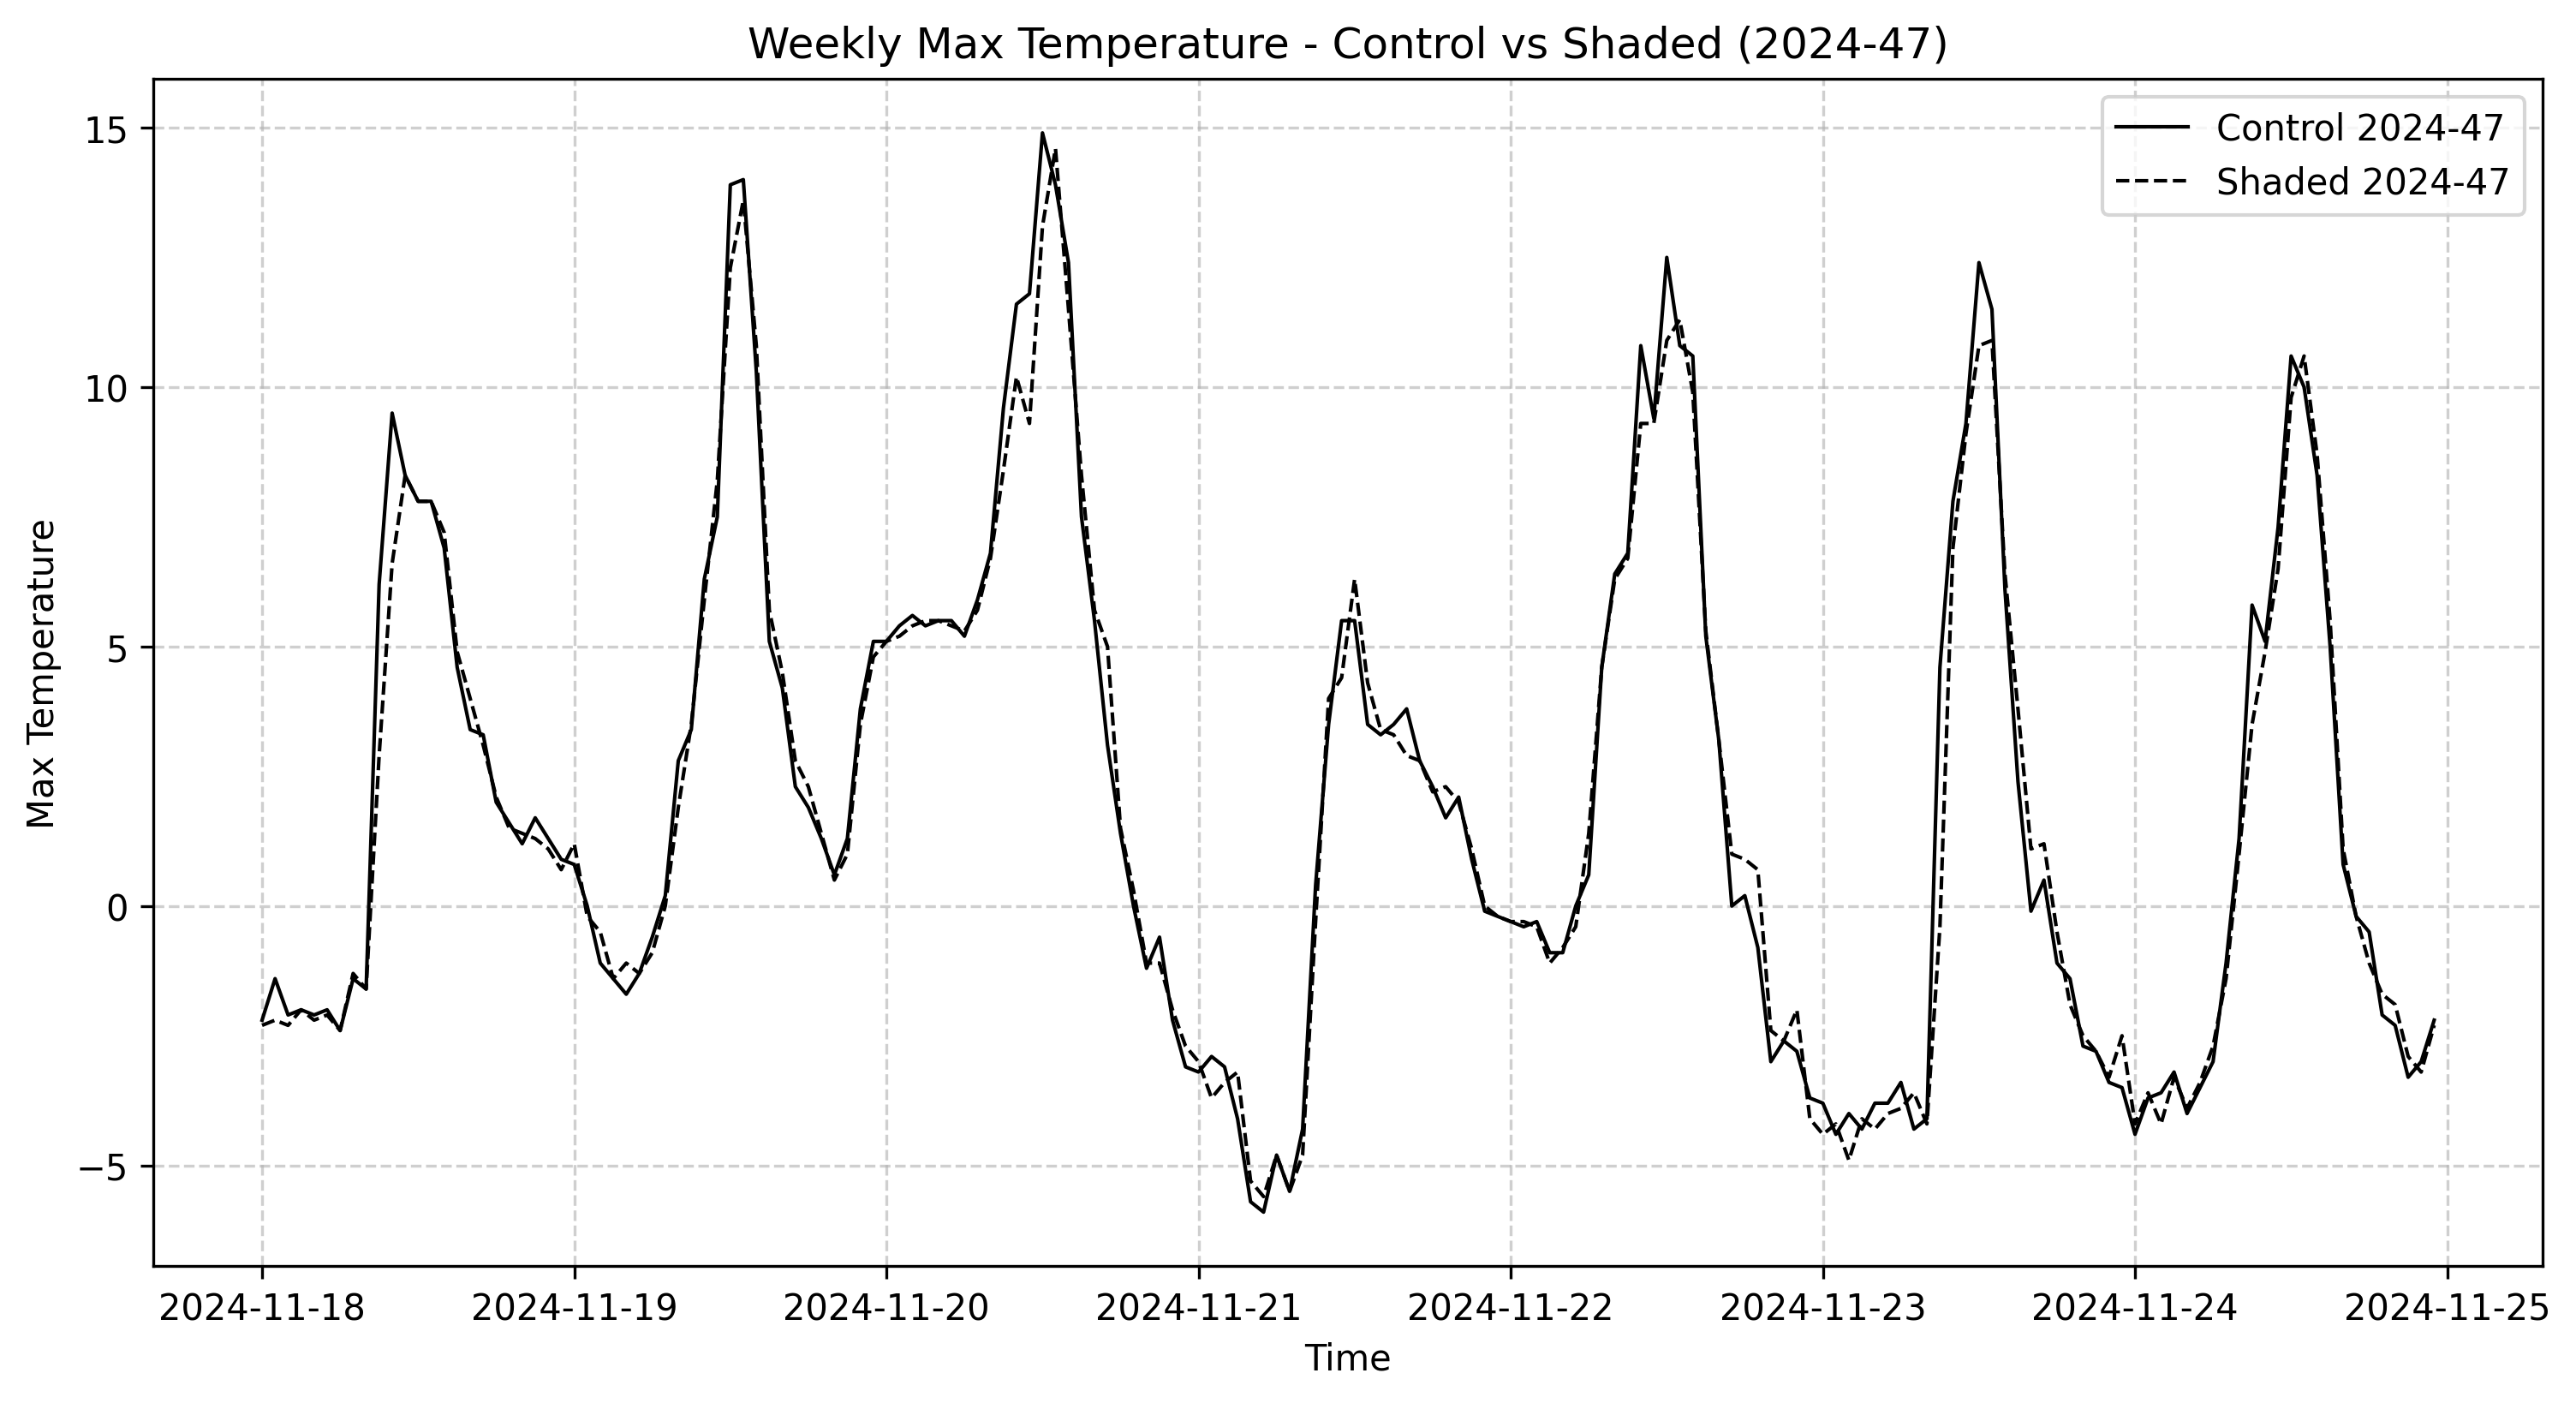 Weekly Max Temperature - Control vs Shaded (2024-47)
Control 2024-47
Shaded 2024-47
Max Temperature
15
10
5
0
−5
2024-11-18 2024-11-19 2024-11-20 2024-11-21 2024-11-22 2024-11-23 2024-11-24 2024-11-25
Time